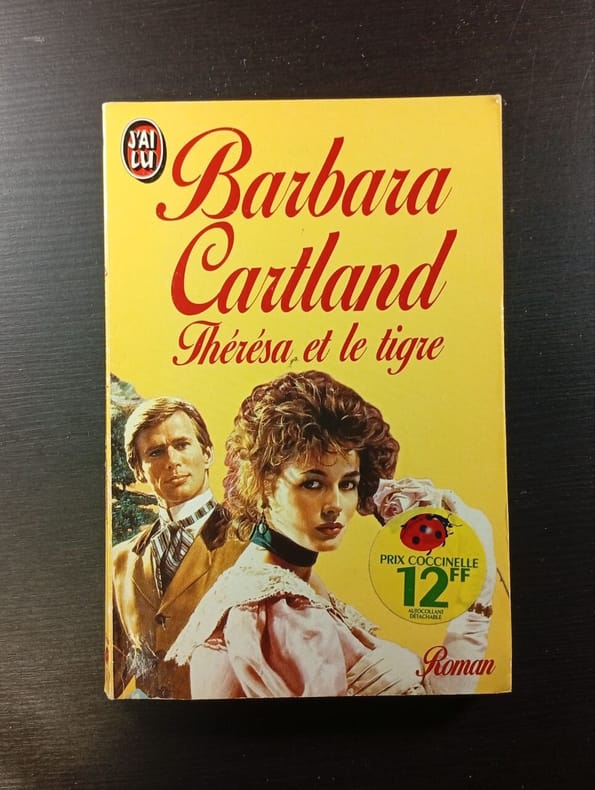 J'AI
LU
Barbara
Cartland
Thérésa et le tigre
PRIX COCCINELLE
12FF
AUTOCOLLANT
DÉTACHABLE
Roman